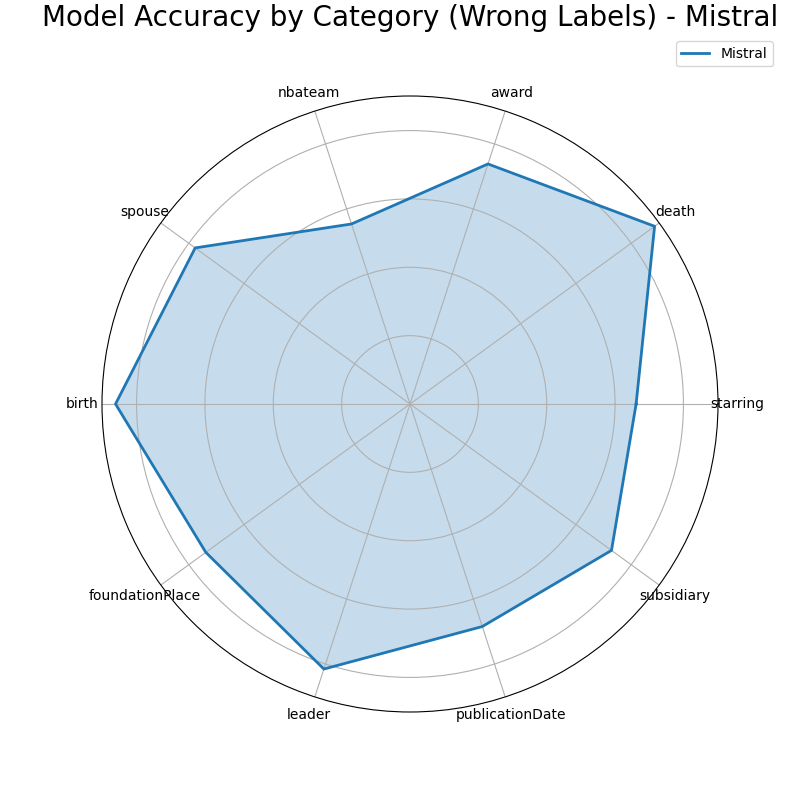 Model Accuracy by Category (Wrong Labels) - Mistral
Mistral
nbateam
award
spouse
death
birth
starring
foundationPlace
subsidiary
leader
publicationDate